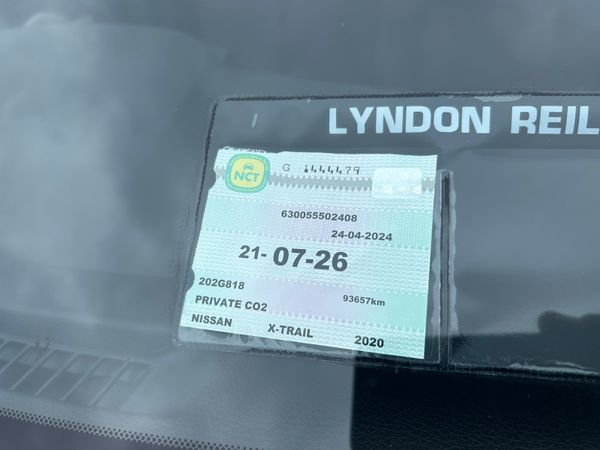 LYNDON REIL
NCT
G 1444479
630055502408
24-04-2024
21-07-26
202G818
93657km
PRIVATE CO2
NISSAN X-TRAIL 2020